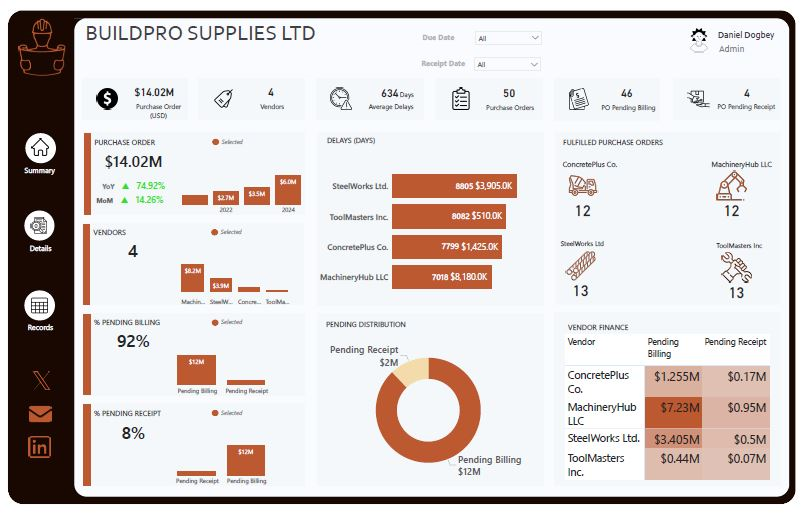 BUILDPRO SUPPLIES LTD
Due Date
All
Receipt Date
All
Daniel Dogbey
Admin
$14.02M
Purchase Order
(USD)
4
Vendors
634 Days
Average Delays
50
Purchase Orders
46
PO Pending Billing
4
PO Pending Receipt
Summary
Details
Records
PURCHASE ORDER
Selected
$14.02M
YoY ▲ 74.92%
MoM ▲ 14.26%
$2.7M
$3.5M
$6.0M
2022
2024
VENDORS
Selected
4
$8.2M
$3.9M
Machin...
SteelW...
Concre...
ToolMa...
% PENDING BILLING
Selected
92%
$12M
Pending Billing
Pending Receipt
% PENDING RECEIPT
Selected
8%
$12M
Pending Receipt
Pending Billing
DELAYS (DAYS)
SteelWorks Ltd. 8805 $3,905.0K
ToolMasters Inc. 8082 $510.0K
ConcretePlus Co. 7799 $1,425.0K
MachineryHub LLC 7018 $8,180.0K
PENDING DISTRIBUTION
Pending Receipt
$2M
Pending Billing
$12M
FULFILLED PURCHASE ORDERS
ConcretePlus Co.
12
MachineryHub LLC
12
SteelWorks Ltd
13
ToolMasters Inc
13
VENDOR FINANCE
Vendor Pending Billing Pending Receipt
ConcretePlus Co. $1.255M $0.17M
MachineryHub LLC $7.23M $0.95M
SteelWorks Ltd. $3.405M $0.5M
ToolMasters Inc. $0.44M $0.07M